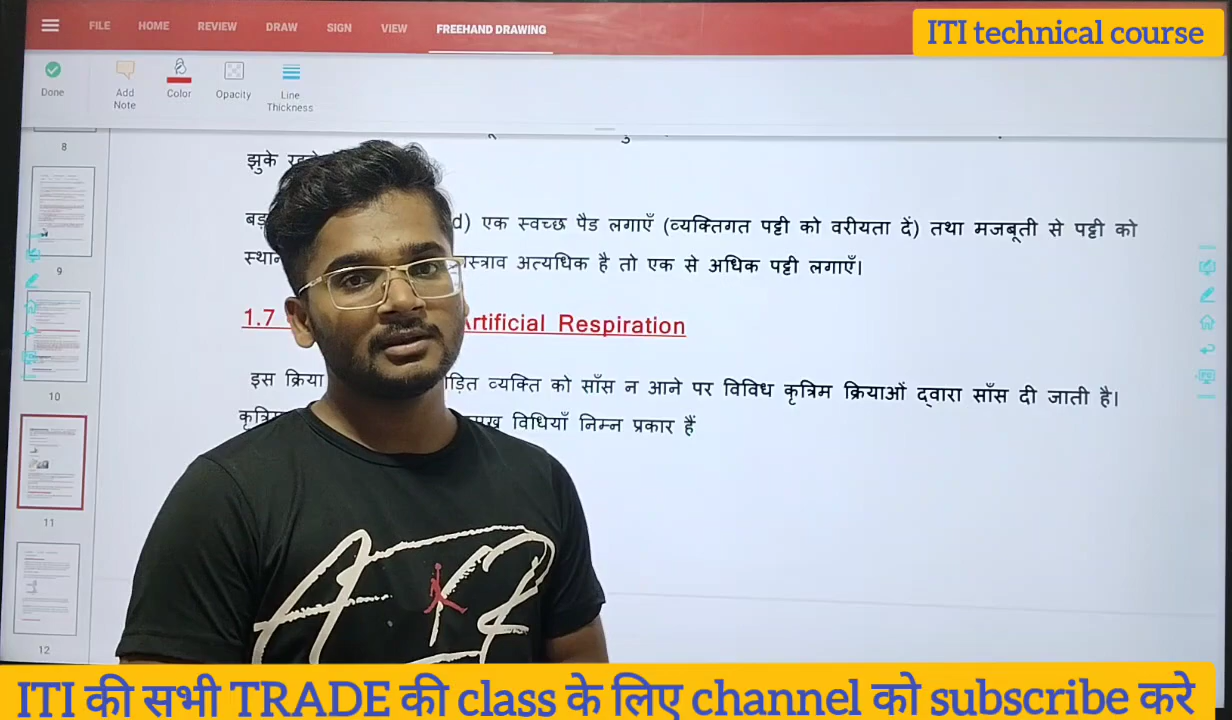 FILE HOME REVIEW DRAW SIGN VIEW FREEHAND DRAWING
ITI technical course
Done
Add Note
Color
Opacity
Line Thickness
8
झुके
d) एक स्वच्छ पैड लगाएँ (व्यक्तिगत पट्टी को वरीयता दें) तथा मजबूती से पट्टी को
अत्यधिक है तो एक से अधिक पट्टी लगाएँ।
9
1.7 Artificial Respiration
इस क्रिया व्यक्ति को साँस न आने पर विविध कृत्रिम क्रियाओं द्वारा साँस दी जाती है।
10
विधियाँ निम्न प्रकार हैं
11
12
ITI की सभी TRADE की class के लिए channel को subscribe करे